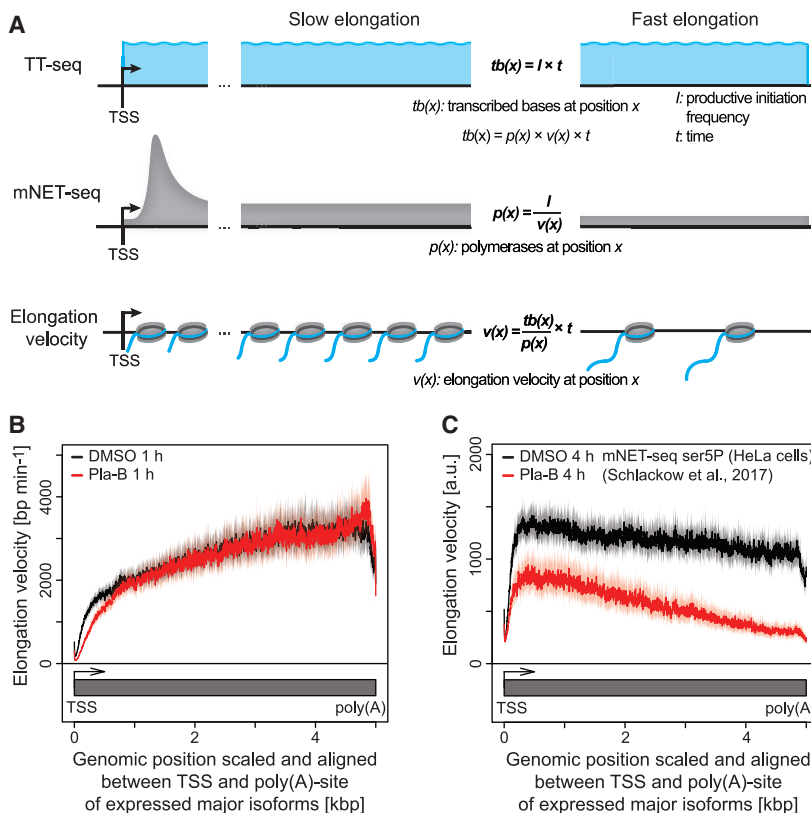 A
Slow elongation
Fast elongation
TT-seq
TSS
...
tb(x) = I × t
tb(x): transcribed bases at position x
tb(x) = p(x) × v(x) × t
I: productive initiation
frequency
t: time
mNET-seq
TSS
...
p(x) = I / v(x)
p(x): polymerases at position x
Elongation
velocity
TSS
...
v(x) = tb(x) / p(x) × t
v(x): elongation velocity at position x
B
DMSO 1 h
Pla-B 1 h
Elongation velocity [bp min-1]
4000
2000
0
TSS
poly(A)
0
2
4
Genomic position scaled and aligned
between TSS and poly(A)-site
of expressed major isoforms [kbp]
C
DMSO 4 h mNET-seq ser5P (HeLa cells)
Pla-B 4 h (Schlackow et al., 2017)
Elongation velocity [a.u.]
2000
1000
500
0
TSS
poly(A)
0
2
4
Genomic position scaled and aligned
between TSS and poly(A)-site
of expressed major isoforms [kbp]